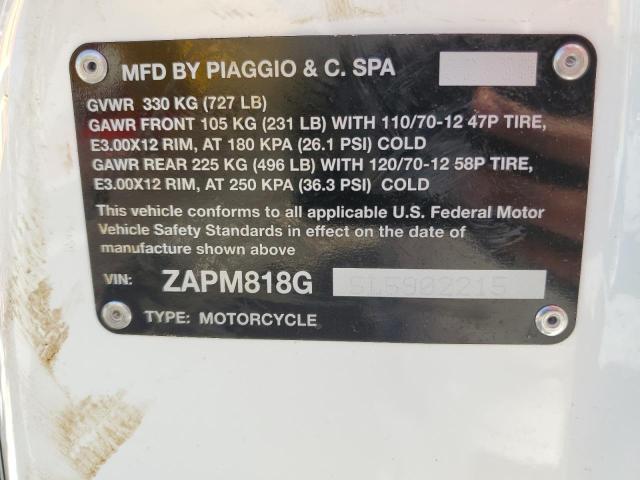 MFD BY PIAGGIO & C. SPA
GVWR 330 KG (727 LB)
GAWR FRONT 105 KG (231 LB) WITH 110/70-12 47P TIRE,
E3.00X12 RIM, AT 180 KPA (26.1 PSI) COLD
GAWR REAR 225 KG (496 LB) WITH 120/70-12 58P TIRE,
E3.00X12 RIM, AT 250 KPA (36.3 PSI) COLD
This vehicle conforms to all applicable U.S. Federal Motor
Vehicle Safety Standards in effect on the date of
manufacture shown above
VIN: ZAPM818G 5L5902215
TYPE: MOTORCYCLE